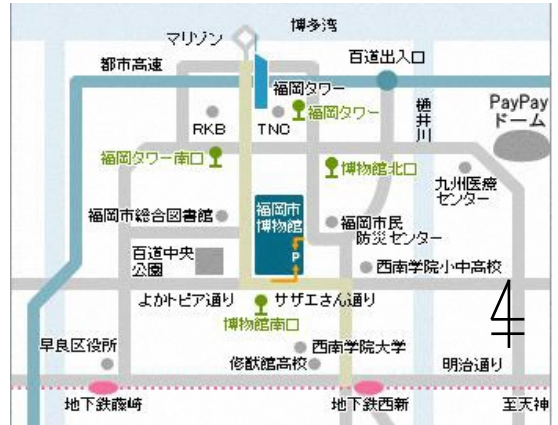 博多湾
マリゾン
都市高速
百道出入口
福岡タワー
福岡タワー
PayPay
ドーム
樋井川
RKB
TNC
福岡タワー南口
博物館北口
九州医療
センター
福岡市総合図書館
福岡市
博物館
福岡市民
防災センター
P
百道中央
公園
西南学院小中高校
よかトピア通り
サザエさん通り
博物館南口
早良区役所
西南学院大学
修猷館高校
明治通り
地下鉄藤崎
地下鉄西新
至天神